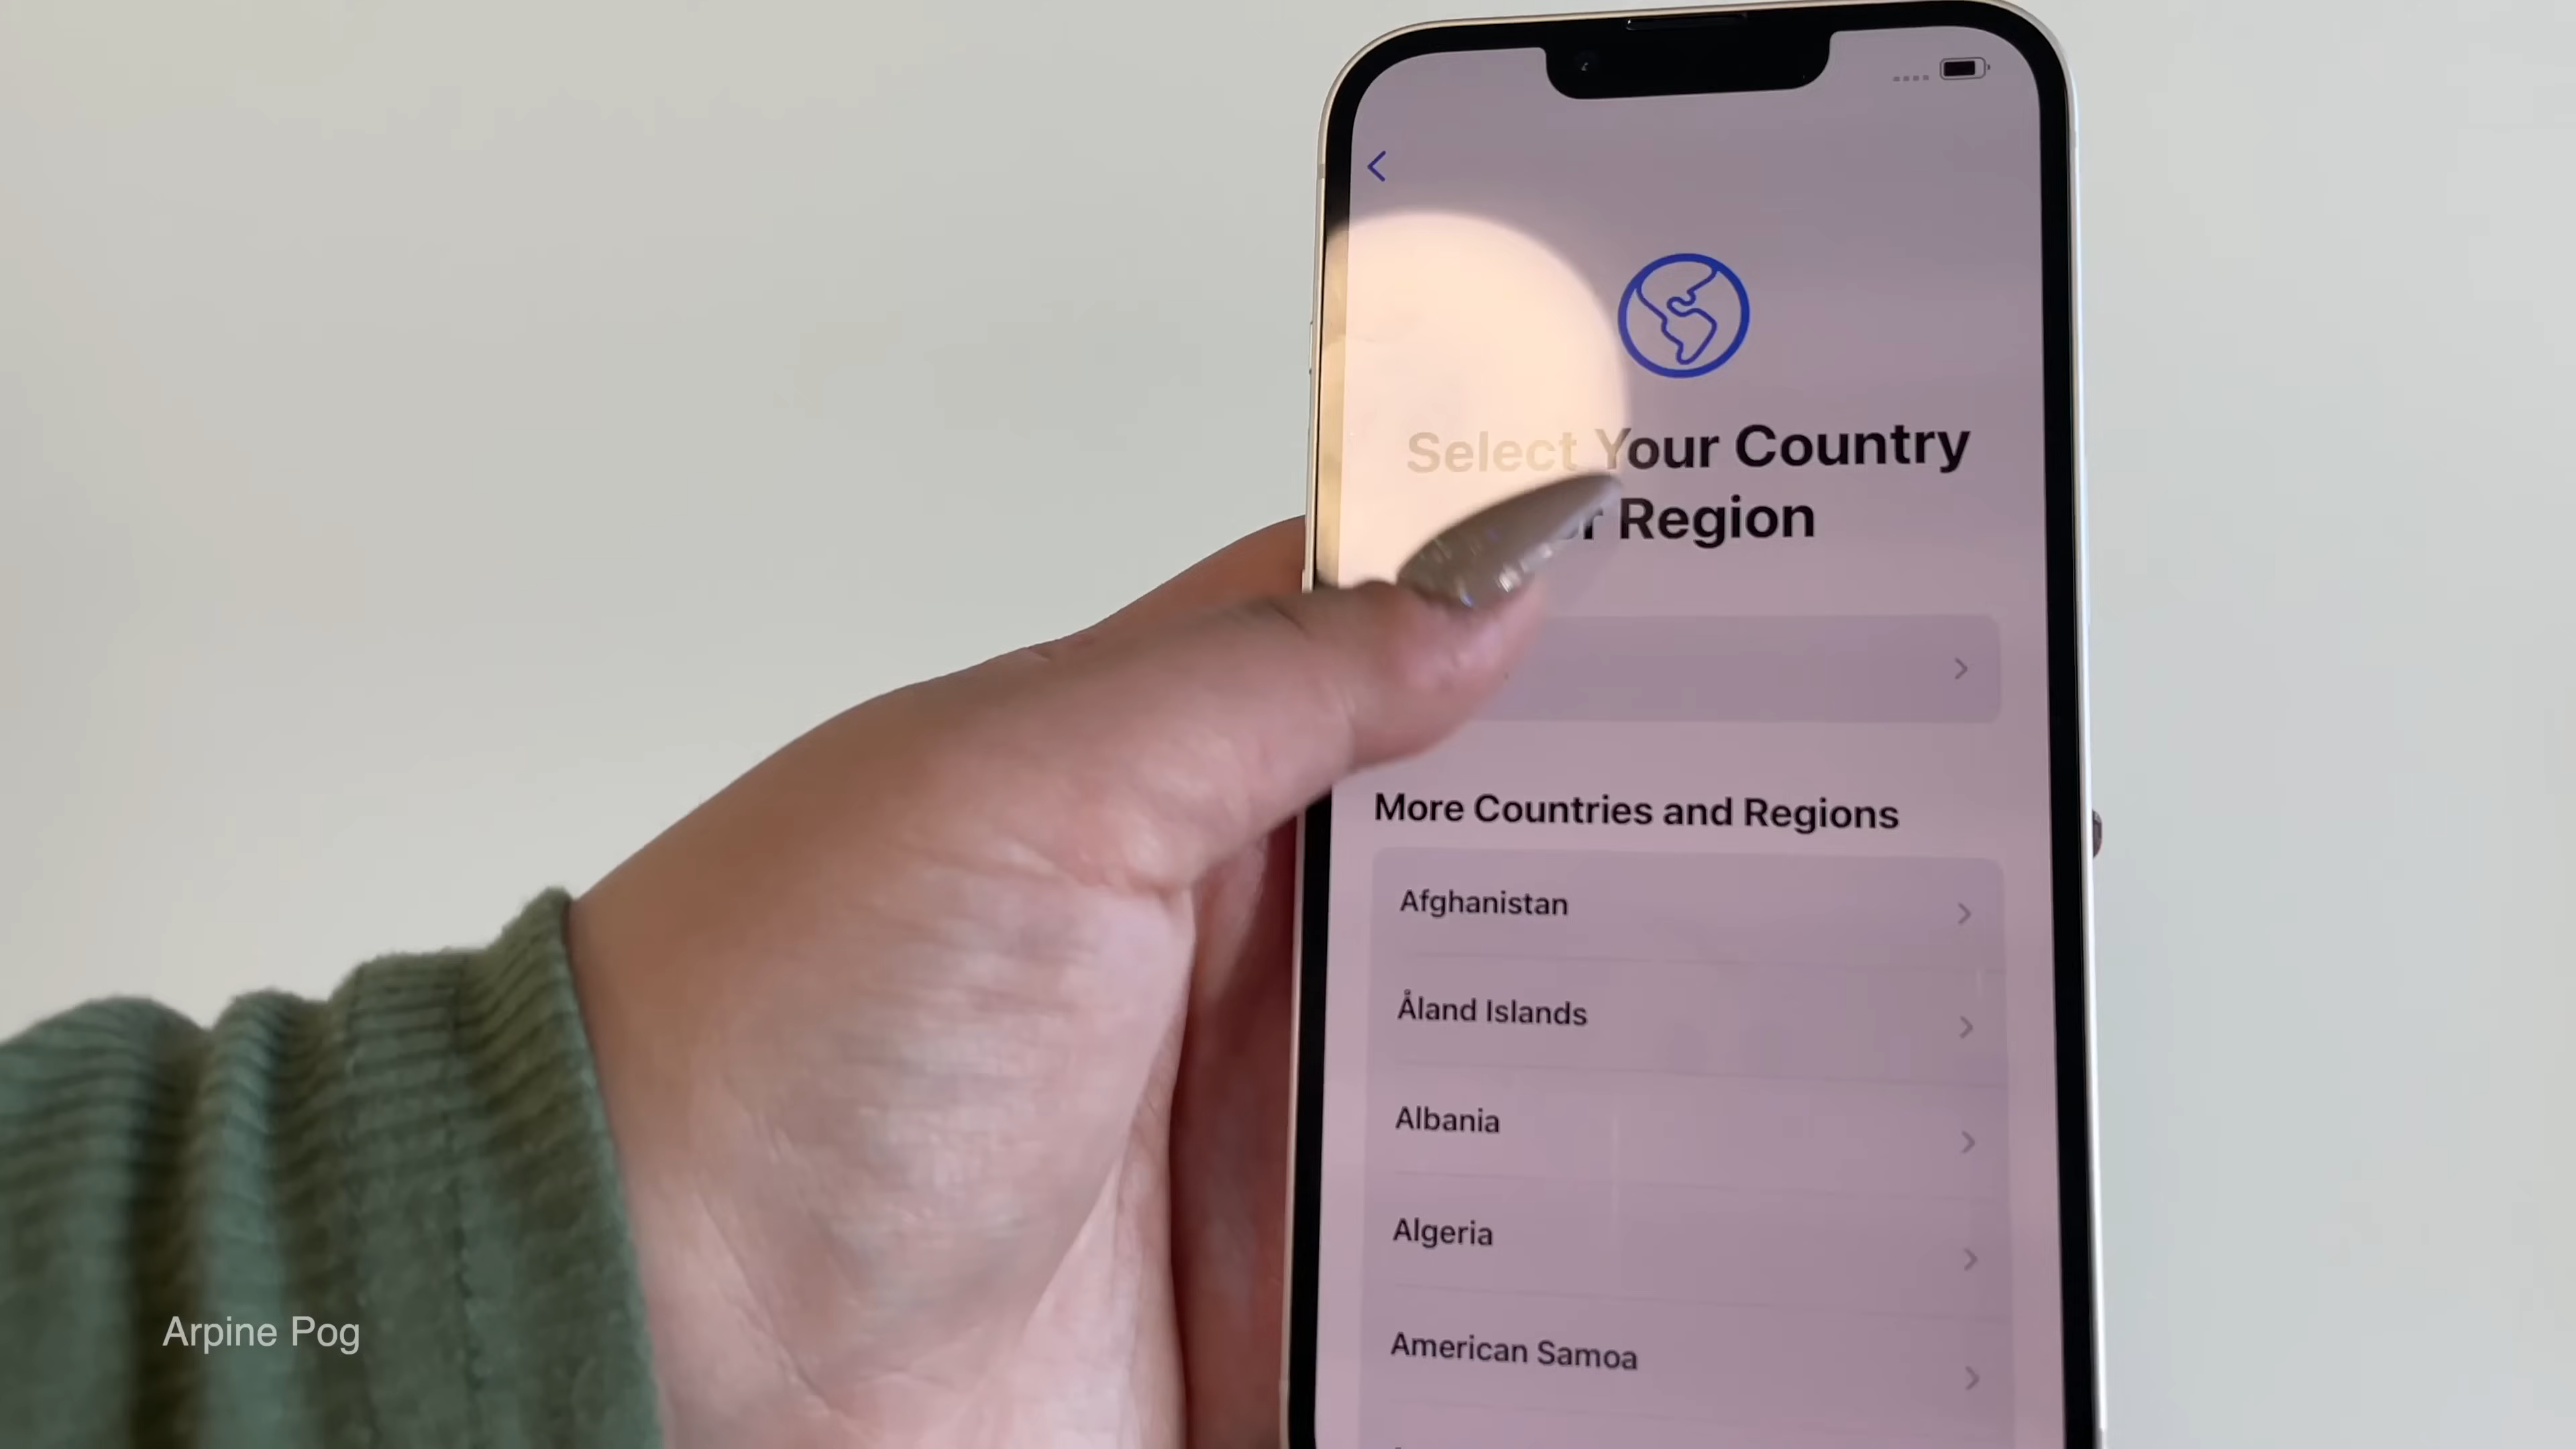 Select Your Country
Region
More Countries and Regions
Afghanistan
Åland Islands
Albania
Algeria
American Samoa
Arpine Pog